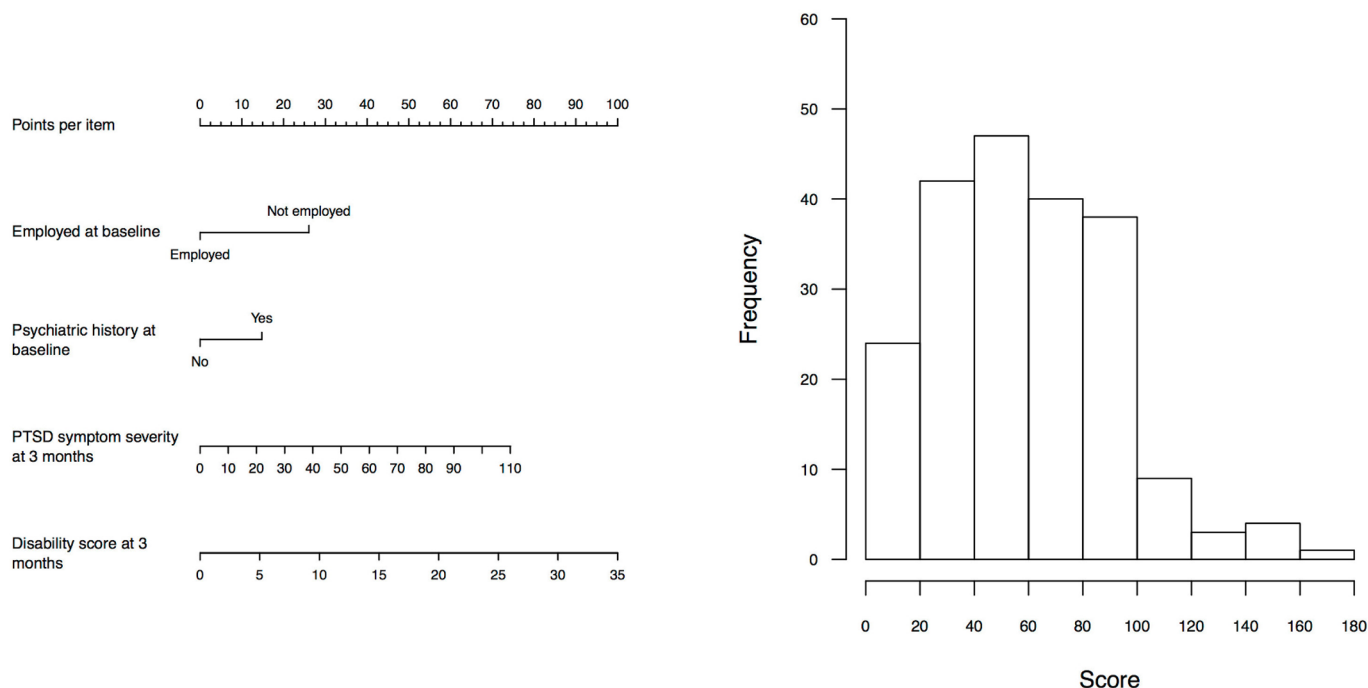 0 10 20 30 40 50 60 70 80 90 100
Points per item
Not employed
Employed at baseline
Employed
Yes
Psychiatric history at
baseline
No
PTSD symptom severity
at 3 months
0 10 20 30 40 50 60 70 80 90 110
Disability score at 3
months
0 5 10 15 20 25 30 35
60
50
40
30
20
10
0
Frequency
0 20 40 60 80 100 120 140 160 180
Score